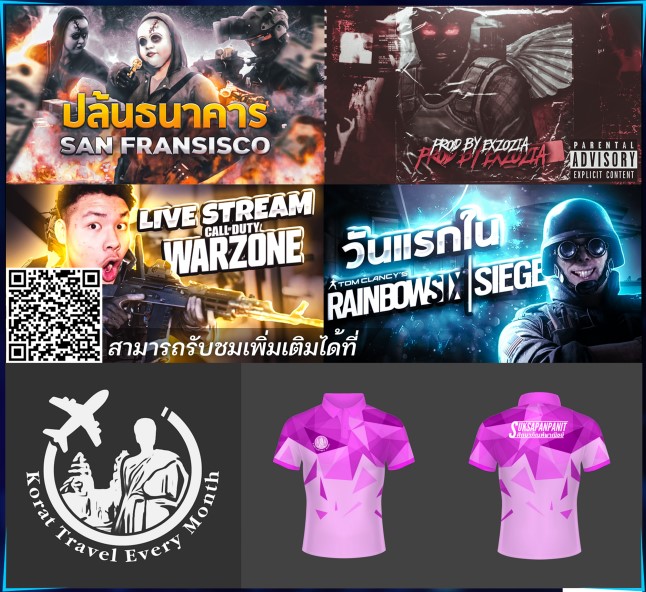 ปล้นธนาคาร
SAN FRANSISCO
PROD BY EXZOZIA
PROD BY EXZOZIA
PARENTAL
ADVISORY
EXPLICIT CONTENT
LIVE STREAM
CALL OF DUTY
WARZONE
วันแรกใน
TOM CLANCY'S
RAINBOWSIX | SIEGE
สามารถรับชมเพิ่มเติมได้ที่
Korat Travel Every Month
SUKSAPANPANIT